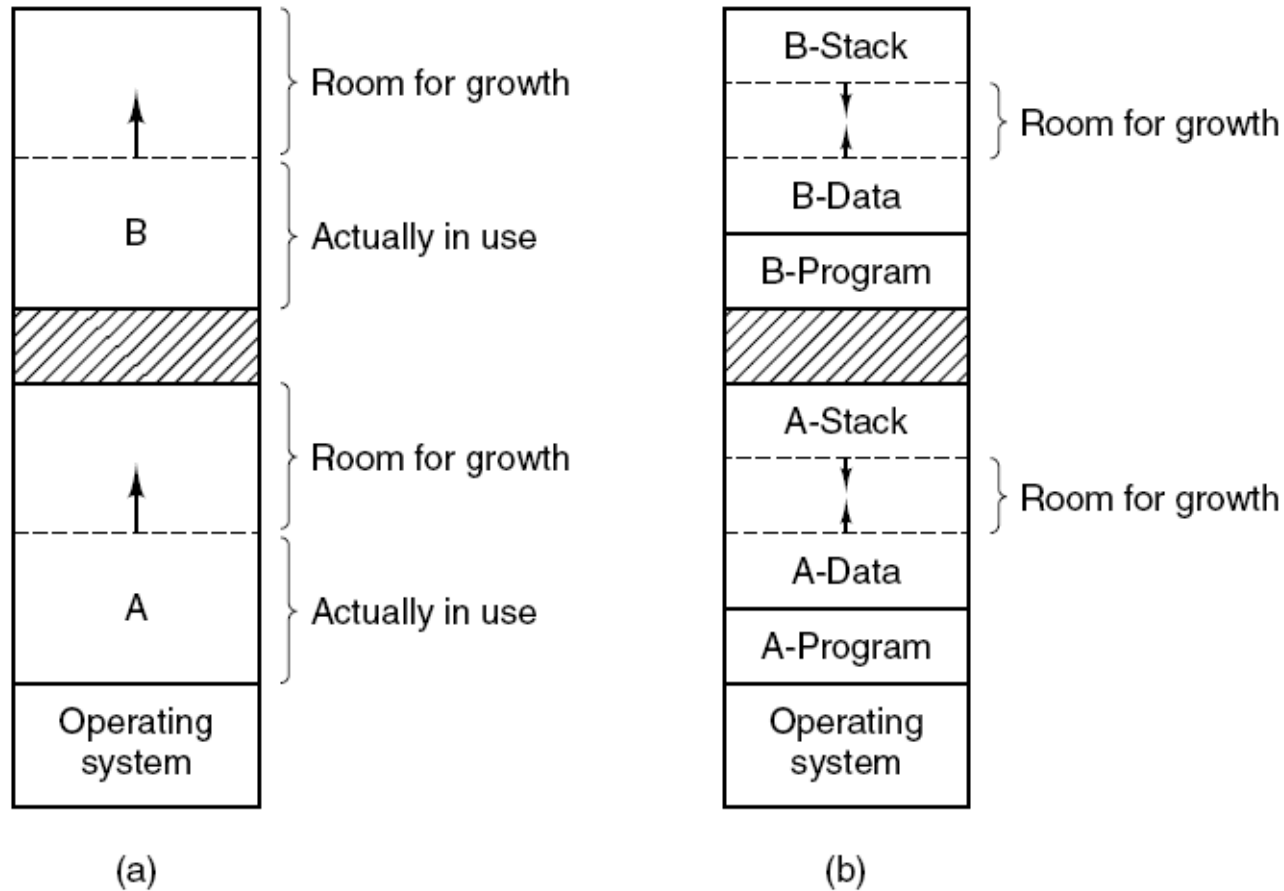 Room for growth
B
Actually in use
Room for growth
A
Actually in use
Operating
system
(a)
B-Stack
Room for growth
B-Data
B-Program
A-Stack
Room for growth
A-Data
A-Program
Operating
system
(b)